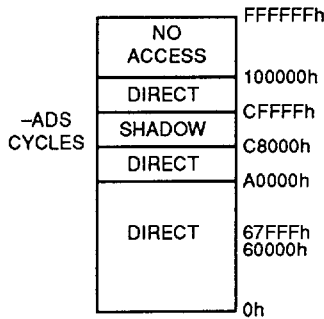 FFFFFFh
NO
ACCESS
100000h
DIRECT
CFFFFh
–ADS
CYCLES
SHADOW
C8000h
DIRECT
A0000h
DIRECT
67FFFh
60000h
0h